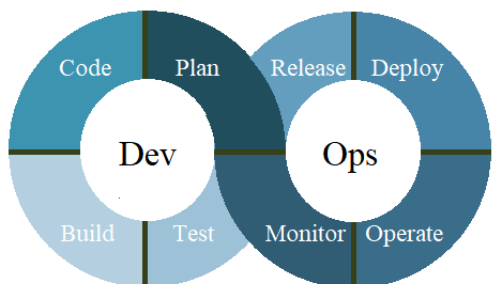 Code Plan Release Deploy
Dev Ops
Build Test Monitor Operate